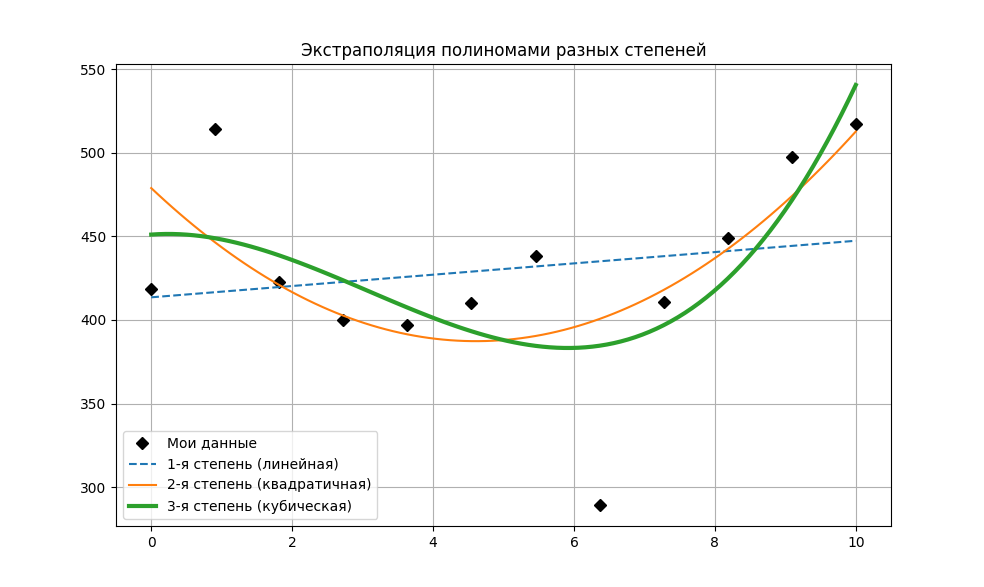 Экстраполяция полиномами разных степеней
550
500
450
400
350
300
Мои данные
1-я степень (линейная)
2-я степень (квадратичная)
3-я степень (кубическая)
0 2 4 6 8 10